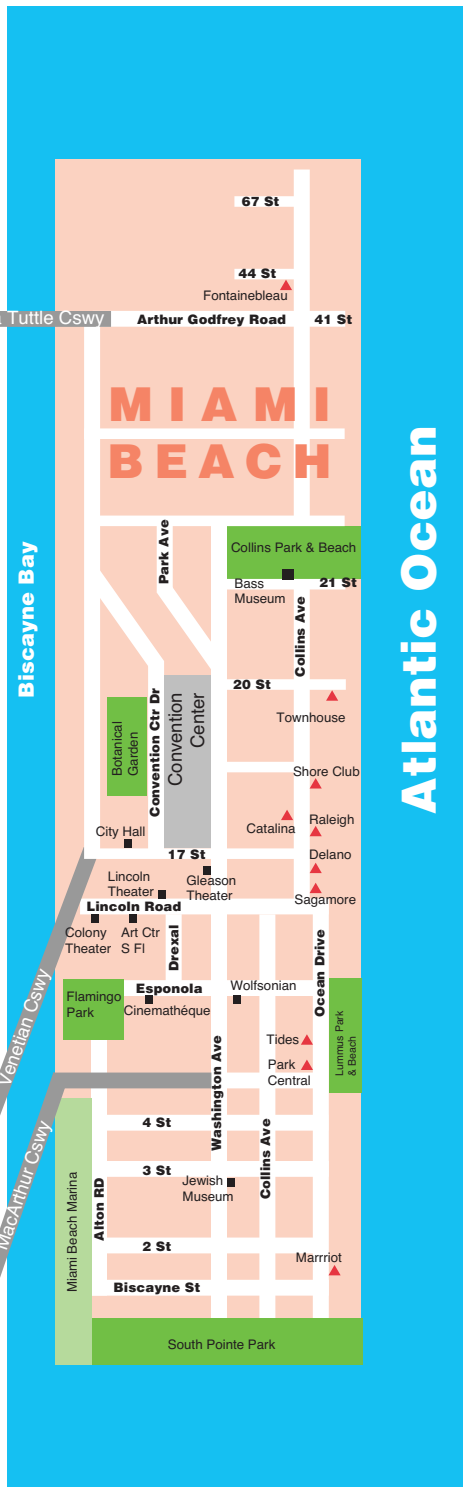 67 St
44 St
Fontainebleau
Tuttle Cswy
Arthur Godfrey Road
41 St
MIAMI
BEACH
Atlantic Ocean
Biscayne Bay
Park Ave
Collins Park & Beach
Bass
Museum
21 St
Collins Ave
20 St
Townhouse
Convention Ctr Dr
Convention
Center
Botanical
Garden
Shore Club
City Hall
Catalina
Raleigh
17 St
Delano
Lincoln
Theater
Gleason
Theater
Sagamore
Lincoln Road
Colony
Theater
Art Ctr
S Fl
Drexal
Ocean Drive
Venetian Cswy
Flamingo
Park
Esponola
Cinemathéque
Wolfsonian
Lummus Park
& Beach
Tides
Park
Central
Washington Ave
MacArthur Cswy
4 St
3 St
Jewish
Museum
Collins Ave
Miami Beach Marina
Alton RD
2 St
Marrriot
Biscayne St
South Pointe Park